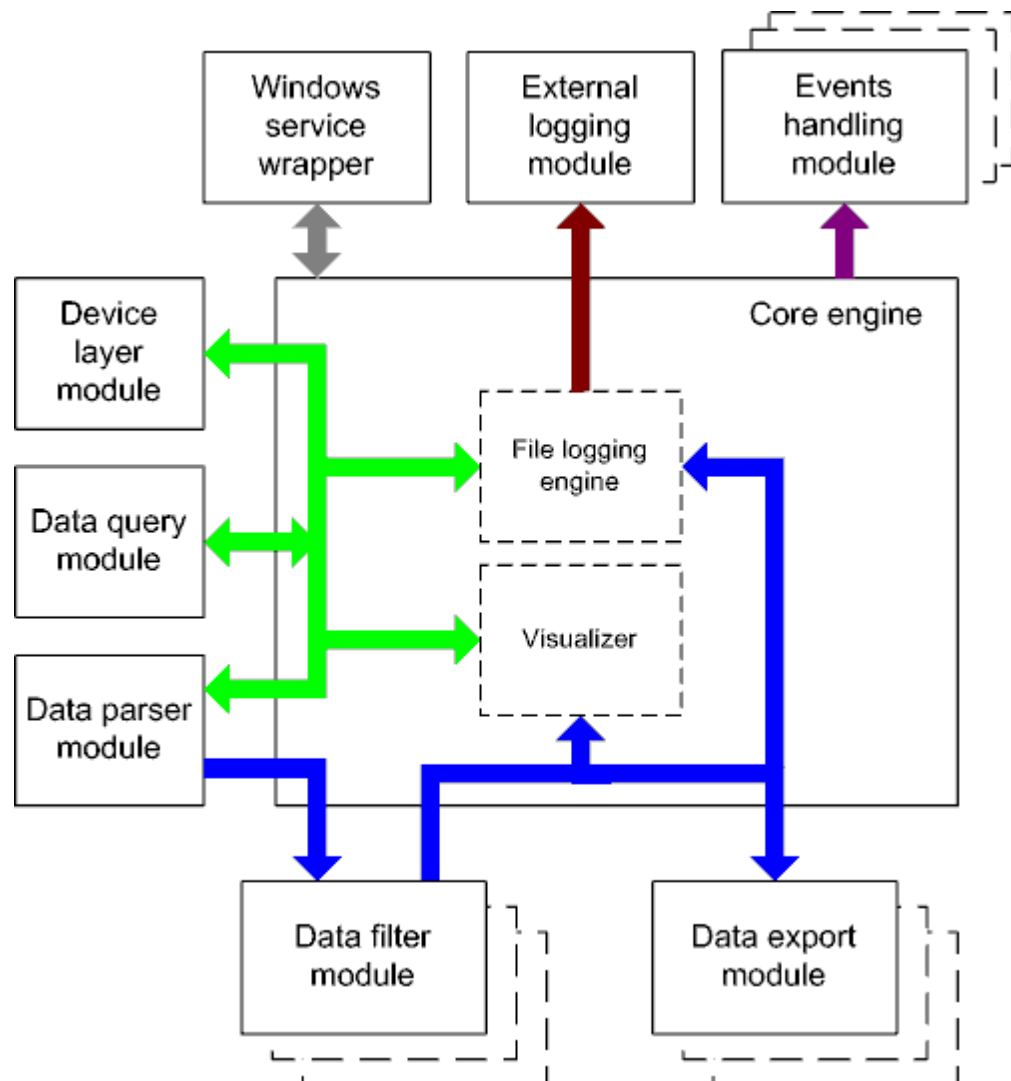 Windows
service
wrapper
External
logging
module
Events
handling
module
Device
layer
module
Core engine
File logging
engine
Data query
module
Visualizer
Data parser
module
Data filter
module
Data export
module